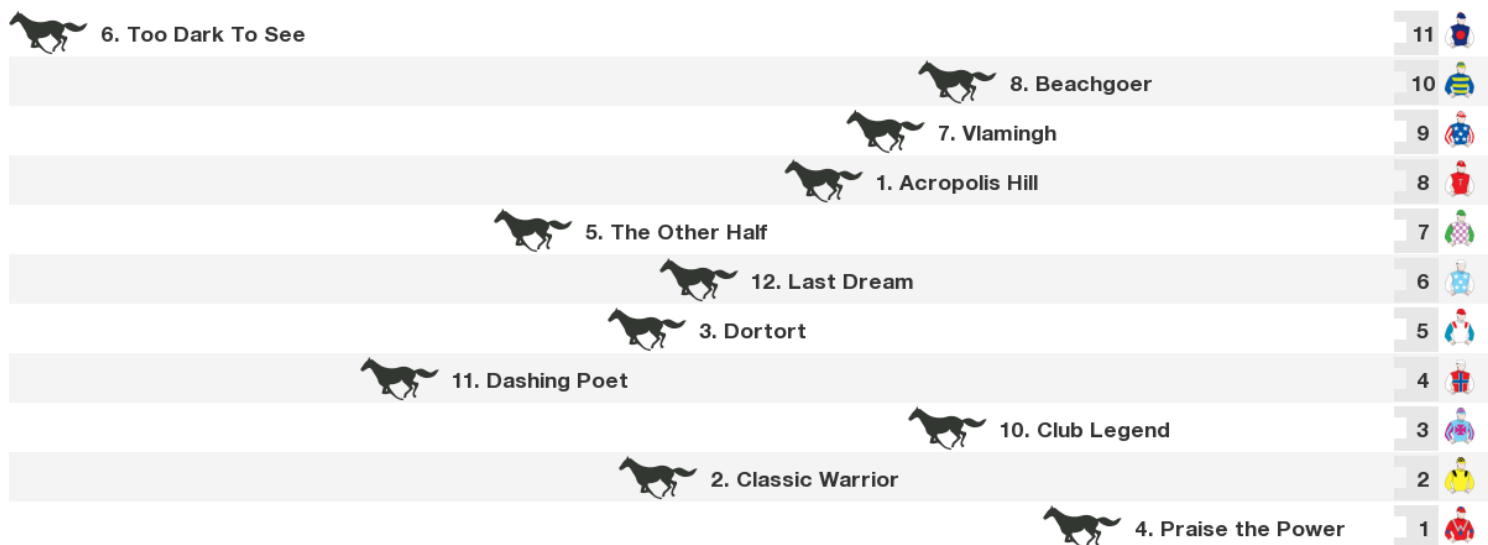 6. Too Dark To See 11
8. Beachgoer 10
7. Vlamingh 9
1. Acropolis Hill 8
T
5. The Other Half 7
12. Last Dream 6
3. Dortort 5
11. Dashing Poet 4
10. Club Legend 3
2. Classic Warrior 2
4. Praise the Power 1
W